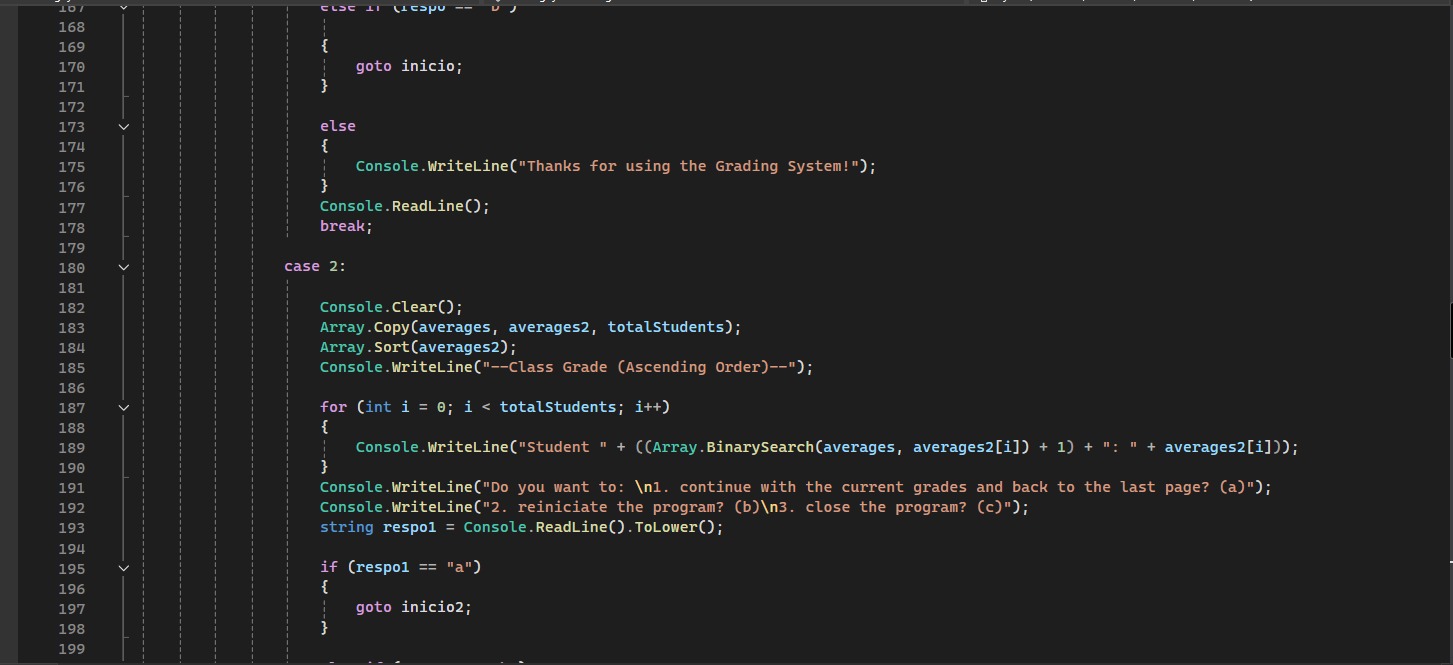 167 else if (respo == "b")
168
169 {
170 goto inicio;
171 }
172
173 else
174 {
175 Console.WriteLine("Thanks for using the Grading System!");
176 }
177 Console.ReadLine();
178 break;
179
180 case 2:
181
182 Console.Clear();
183 Array.Copy(averages, averages2, totalStudents);
184 Array.Sort(averages2);
185 Console.WriteLine("--Class Grade (Ascending Order)--");
186
187 for (int i = 0; i < totalStudents; i++)
188 {
189 Console.WriteLine("Student " + ((Array.BinarySearch(averages, averages2[i]) + 1) + ": " + averages2[i]));
190 }
191 Console.WriteLine("Do you want to: \n1. continue with the current grades and back to the last page? (a)");
192 Console.WriteLine("2. reiniciate the program? (b)\n3. close the program? (c)");
193 string respo1 = Console.ReadLine().ToLower();
194
195 if (respo1 == "a")
196 {
197 goto inicio2;
198 }
199